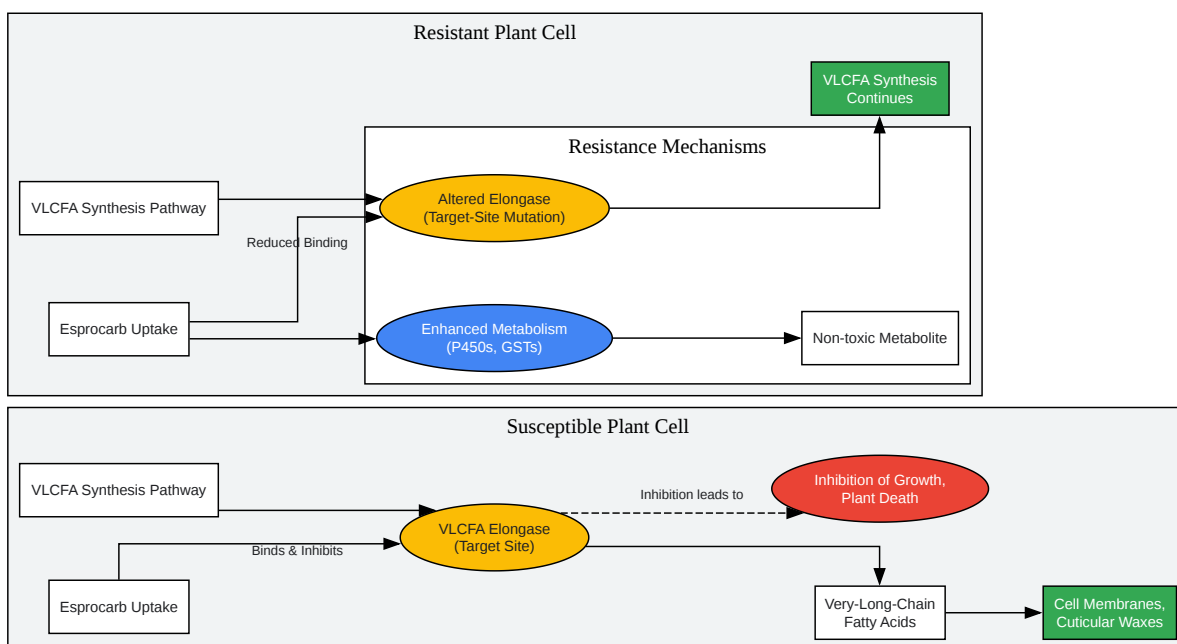 Resistant Plant Cell
VLCFA Synthesis
Continues
Resistance Mechanisms
VLCFA Synthesis Pathway
Altered Elongase
(Target-Site Mutation)
Reduced Binding
Esprocarb Uptake
Enhanced Metabolism
(P450s, GSTs)
Non-toxic Metabolite
Susceptible Plant Cell
VLCFA Synthesis Pathway
Inhibition leads to
Inhibition of Growth,
Plant Death
Binds & Inhibits
VLCFA Elongase
(Target Site)
Esprocarb Uptake
Very-Long-Chain
Fatty Acids
Cell Membranes,
Cuticular Waxes